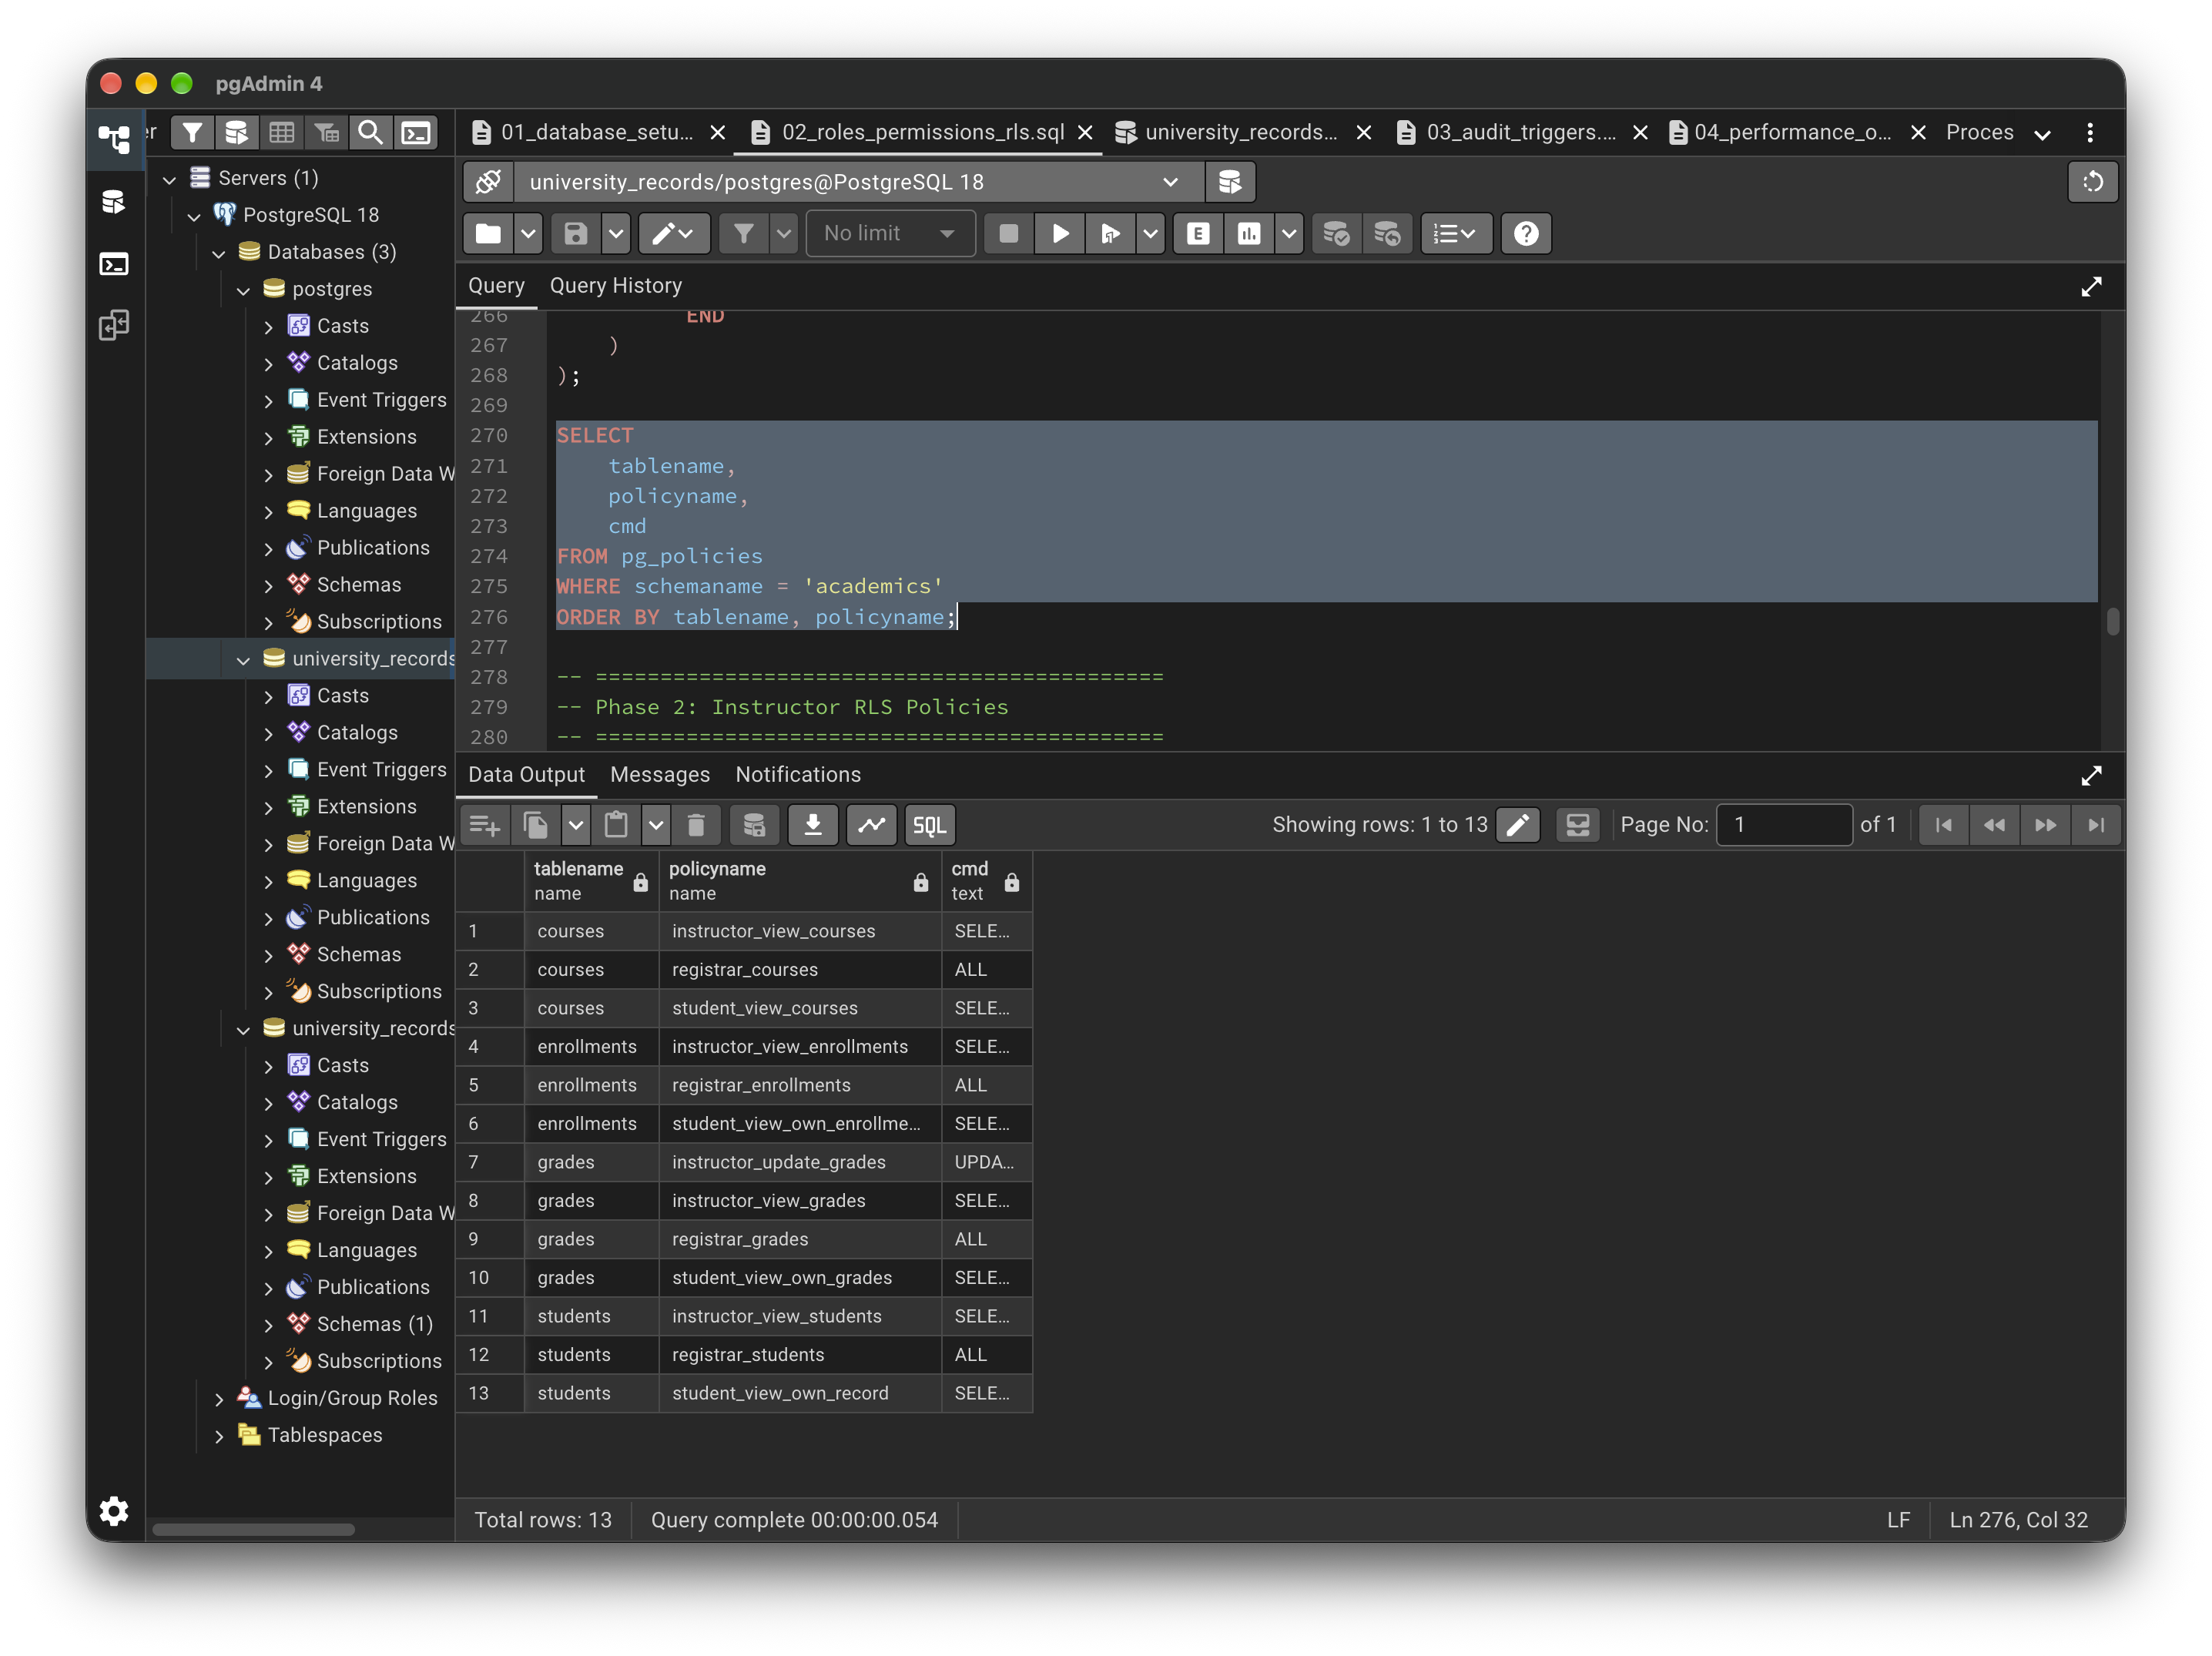 pgAdmin 4
er
01_database_setu...
02_roles_permissions_rls.sql
university_records...
03_audit_triggers....
04_performance_o...
Proces
Servers (1)
PostgreSQL 18
Databases (3)
postgres
Casts
Catalogs
Event Triggers
Extensions
Foreign Data W
Languages
Publications
Schemas
Subscriptions
university_records
Casts
Catalogs
Event Triggers
Extensions
Foreign Data W
Languages
Publications
Schemas
Subscriptions
university_records
Casts
Catalogs
Event Triggers
Extensions
Foreign Data W
Languages
Publications
Schemas (1)
Subscriptions
Login/Group Roles
Tablespaces
university_records/postgres@PostgreSQL 18
No limit
E
Query
Query History
266 END
267 )
268 );
269
270 SELECT
271 tablename,
272 policyname,
273 cmd
274 FROM pg_policies
275 WHERE schemaname = 'academics'
276 ORDER BY tablename, policyname;
277
278 -- ============================================
279 -- Phase 2: Instructor RLS Policies
280 -- ============================================
Data Output
Messages
Notifications
SQL
Showing rows: 1 to 13
Page No: 1 of 1
tablename name
policyname name
cmd text
1 courses instructor_view_courses SELE...
2 courses registrar_courses ALL
3 courses student_view_courses SELE...
4 enrollments instructor_view_enrollments SELE...
5 enrollments registrar_enrollments ALL
6 enrollments student_view_own_enrollme... SELE...
7 grades instructor_update_grades UPDA...
8 grades instructor_view_grades SELE...
9 grades registrar_grades ALL
10 grades student_view_own_grades SELE...
11 students instructor_view_students SELE...
12 students registrar_students ALL
13 students student_view_own_record SELE...
Total rows: 13
Query complete 00:00:00.054
LF
Ln 276, Col 32